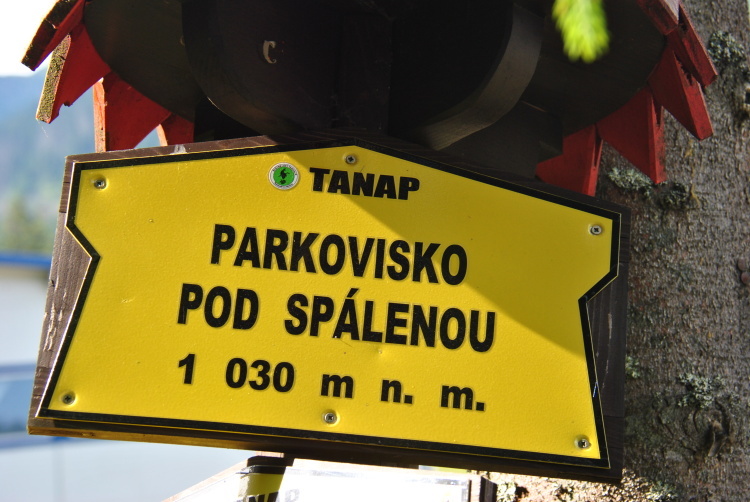 TANAP
PARKOVISKO
POD SPÁLENOU
1 030 m n. m.